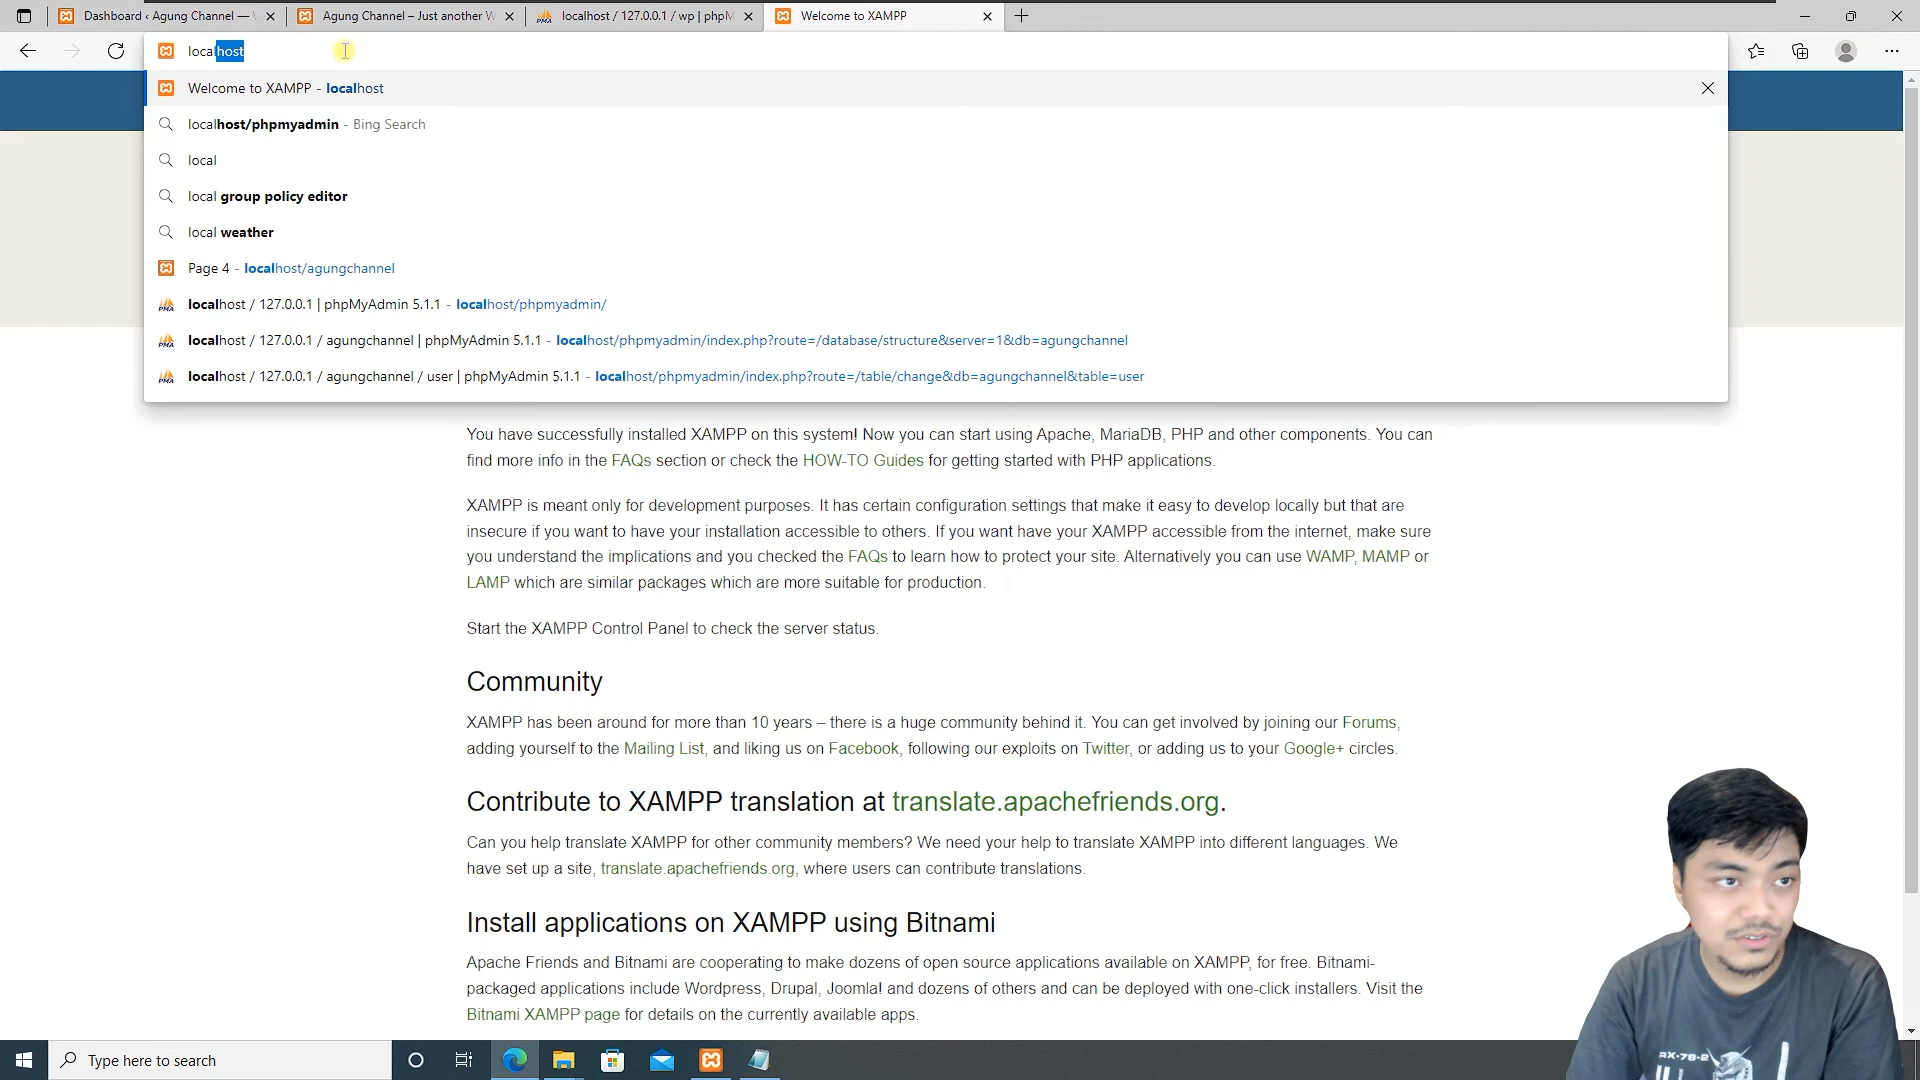 Dashboard ‹ Agung Channel —
Agung Channel – Just another W
localhost / 127.0.0.1 / wp | phpM
Welcome to XAMPP
localhost
Welcome to XAMPP - localhost
localhost/phpmyadmin - Bing Search
local
local group policy editor
local weather
Page 4 - localhost/agungchannel
localhost / 127.0.0.1 | phpMyAdmin 5.1.1 - localhost/phpmyadmin/
localhost / 127.0.0.1 / agungchannel | phpMyAdmin 5.1.1 - localhost/phpmyadmin/index.php?route=/database/structure&server=1&db=agungchannel
localhost / 127.0.0.1 / agungchannel / user | phpMyAdmin 5.1.1 - localhost/phpmyadmin/index.php?route=/table/change&db=agungchannel&table=user
You have successfully installed XAMPP on this system! Now you can start using Apache, MariaDB, PHP and other components. You can
find more info in the FAQs section or check the HOW-TO Guides for getting started with PHP applications.
XAMPP is meant only for development purposes. It has certain configuration settings that make it easy to develop locally but that are
insecure if you want to have your installation accessible to others. If you want have your XAMPP accessible from the internet, make sure
you understand the implications and you checked the FAQs to learn how to protect your site. Alternatively you can use WAMP, MAMP or
LAMP which are similar packages which are more suitable for production.
Start the XAMPP Control Panel to check the server status.
Community
XAMPP has been around for more than 10 years – there is a huge community behind it. You can get involved by joining our Forums,
adding yourself to the Mailing List, and liking us on Facebook, following our exploits on Twitter, or adding us to your Google+ circles.
Contribute to XAMPP translation at translate.apachefriends.org.
Can you help translate XAMPP for other community members? We need your help to translate XAMPP into different languages. We
have set up a site, translate.apachefriends.org, where users can contribute translations.
Install applications on XAMPP using Bitnami
Apache Friends and Bitnami are cooperating to make dozens of open source applications available on XAMPP, for free. Bitnami-
packaged applications include Wordpress, Drupal, Joomla! and dozens of others and can be deployed with one-click installers. Visit the
Bitnami XAMPP page for details on the currently available apps.
RX-78-2
Type here to search